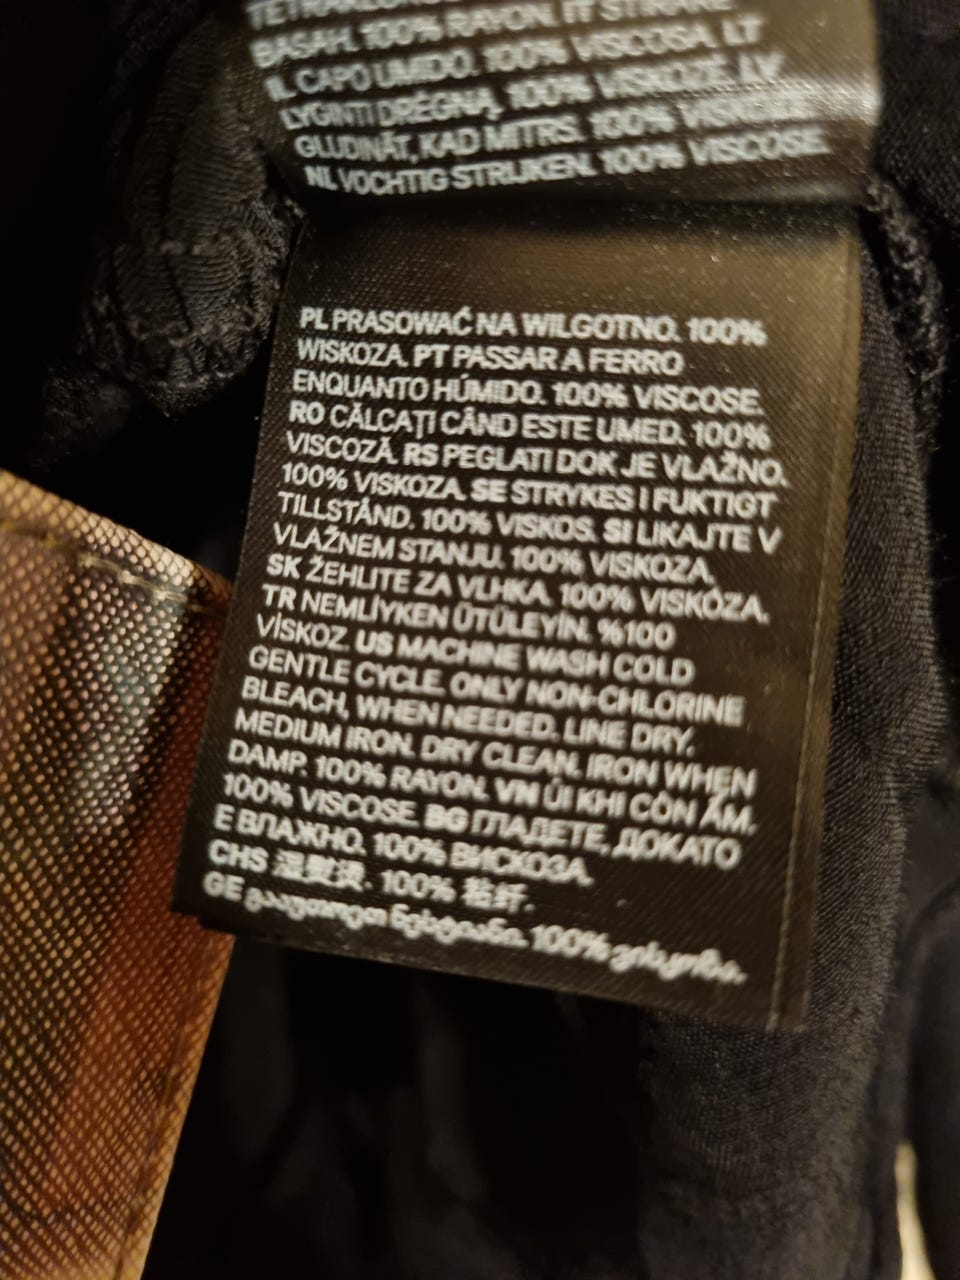 BASAH. 100% RAYON. IT STIRARE
IL CAPO UMIDO. 100% VISCOSA. LT
LYGINTI DRĖGNĄ. 100% VISKOZĖ. LV
GLUDINĀT, KAD MITRS. 100% VISKOZE.
NL VOCHTIG STRIJKEN. 100% VISCOSE.
PL PRASOWAĆ NA WILGOTNO. 100%
WISKOZA. PT PASSAR A FERRO
ENQUANTO HÚMIDO. 100% VISCOSE.
RO CĂLCAȚI CÂND ESTE UMED. 100%
VISCOZĂ. RS PEGLATI DOK JE VLAŽNO.
100% VISKOZA. SE STRYKES I FUKTIGT
TILLSTÅND. 100% VISKOS. SI LIKAJTE V
VLAŽNEM STANJU. 100% VISKOZA.
SK ŽEHLITE ZA VLHKA. 100% VISKÓZA.
TR NEMLİYKEN ÜTÜLEYİN. %100
VİSKOZ. US MACHINE WASH COLD
GENTLE CYCLE. ONLY NON-CHLORINE
BLEACH, WHEN NEEDED. LINE DRY.
MEDIUM IRON. DRY CLEAN. IRON WHEN
DAMP. 100% RAYON. VN ỦI KHI CÒN ẨM.
100% VISCOSE. BG ГЛАДЕТЕ, ДОКАТО
Е ВЛАЖНО. 100% ВИСКОЗА.
CHS 湿熨烫. 100% 粘纤.
GE გააუთოეთ ნესტიანი. 100% ვისკოზა.